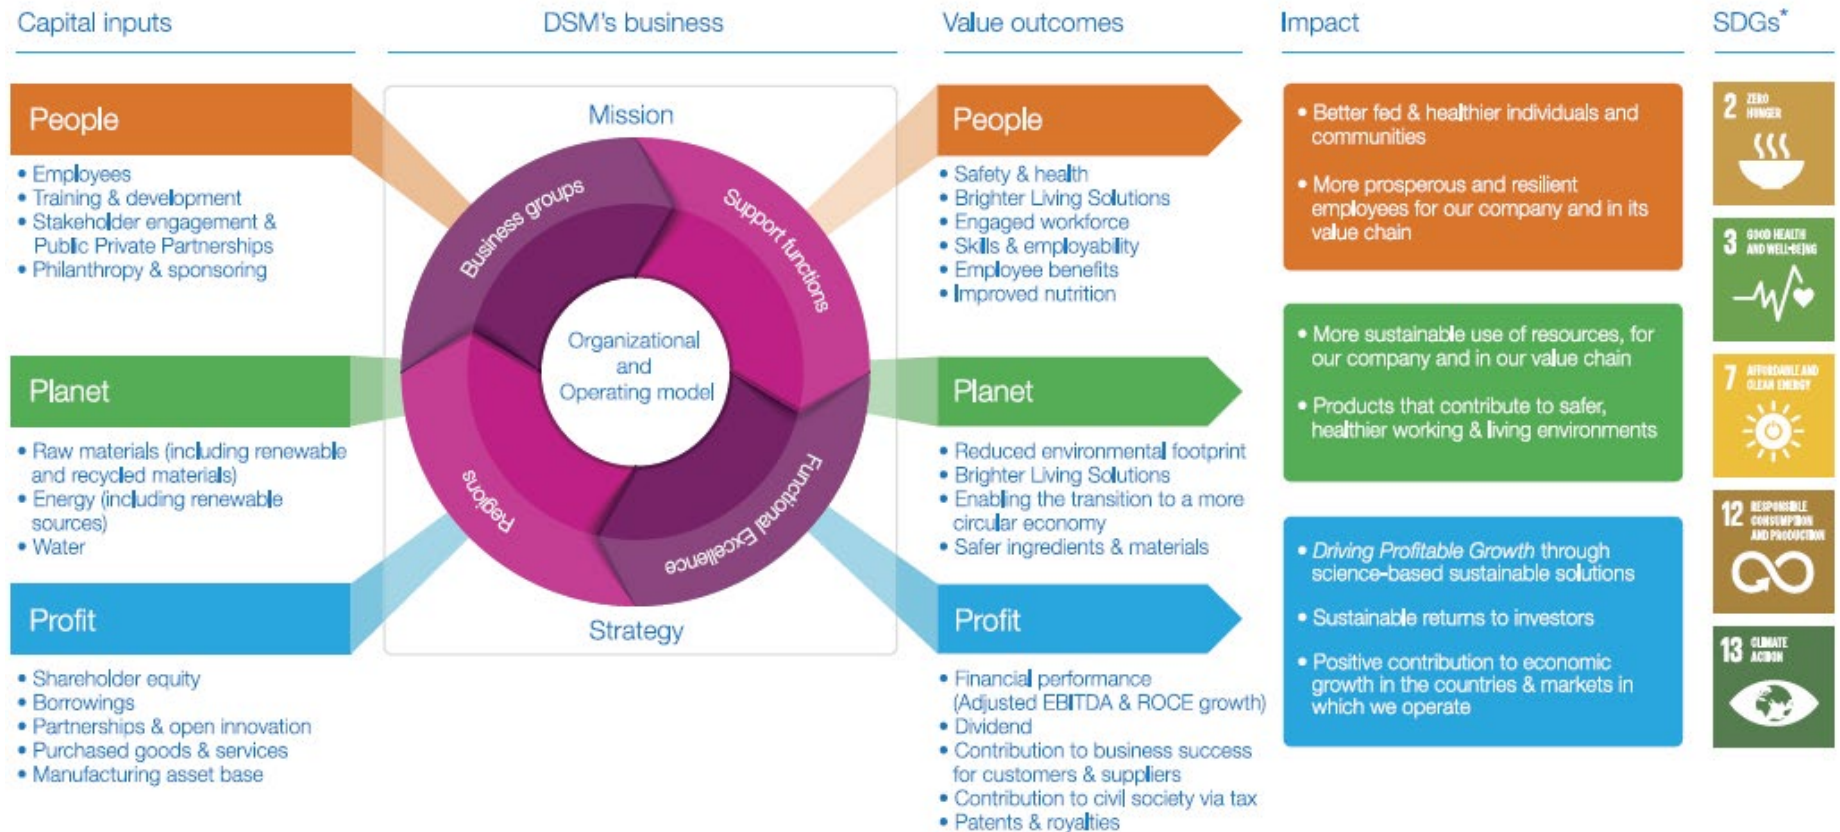 Capital inputs
DSM's business
Value outcomes
Impact
SDGs*
People
• Employees
• Training & development
• Stakeholder engagement &
Public Private Partnerships
• Philanthropy & sponsoring
Planet
• Raw materials (including renewable
and recycled materials)
• Energy (including renewable
sources)
• Water
Profit
• Shareholder equity
• Borrowings
• Partnerships & open innovation
• Purchased goods & services
• Manufacturing asset base
Mission
Business groups
Support functions
Organizational
and
Operating model
Regions
Functional Excellence
Strategy
People
• Safety & health
• Brighter Living Solutions
• Engaged workforce
• Skills & employability
• Employee benefits
• Improved nutrition
Planet
• Reduced environmental footprint
• Brighter Living Solutions
• Enabling the transition to a more
circular economy
• Safer ingredients & materials
Profit
• Financial performance
(Adjusted EBITDA & ROCE growth)
• Dividend
• Contribution to business success
for customers & suppliers
• Contribution to civil society via tax
• Patents & royalties
• Better fed & healthier individuals and
communities
• More prosperous and resilient
employees for our company and in its
value chain
• More sustainable use of resources, for
our company and in our value chain
• Products that contribute to safer,
healthier working & living environments
• Driving Profitable Growth through
science-based sustainable solutions
• Sustainable returns to investors
• Positive contribution to economic
growth in the countries & markets in
which we operate
2 ZERO
HUNGER
3 GOOD HEALTH
AND WELL-BEING
7 AFFORDABLE AND
CLEAN ENERGY
12 RESPONSIBLE
CONSUMPTION
AND PRODUCTION
13 CLIMATE
ACTION